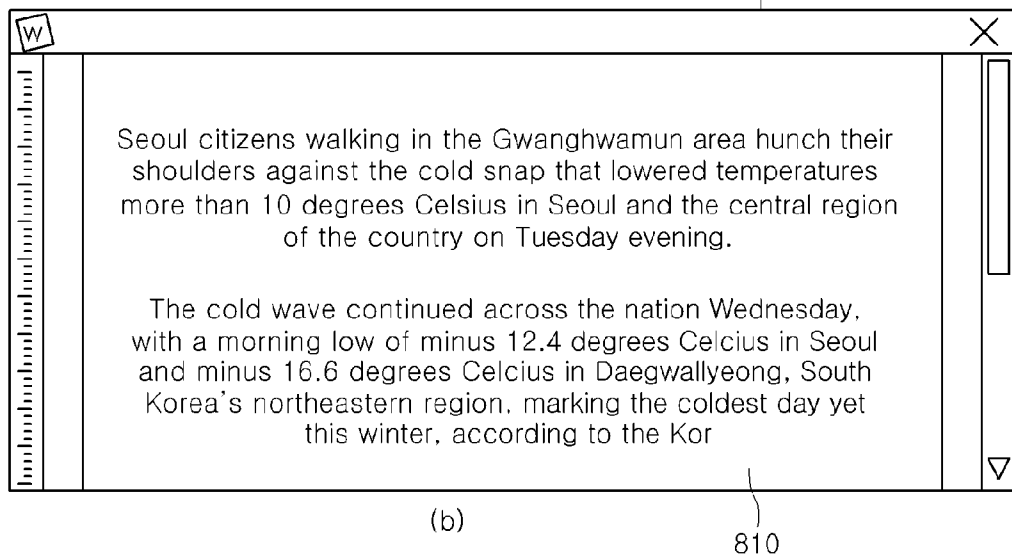 W
Seoul citizens walking in the Gwanghwamun area hunch their
shoulders against the cold snap that lowered temperatures
more than 10 degrees Celsius in Seoul and the central region
of the country on Tuesday evening.
The cold wave continued across the nation Wednesday,
with a morning low of minus 12.4 degrees Celcius in Seoul
and minus 16.6 degrees Celcius in Daegwallyeong, South
Korea's northeastern region, marking the coldest day yet
this winter, according to the Kor
(b)
810